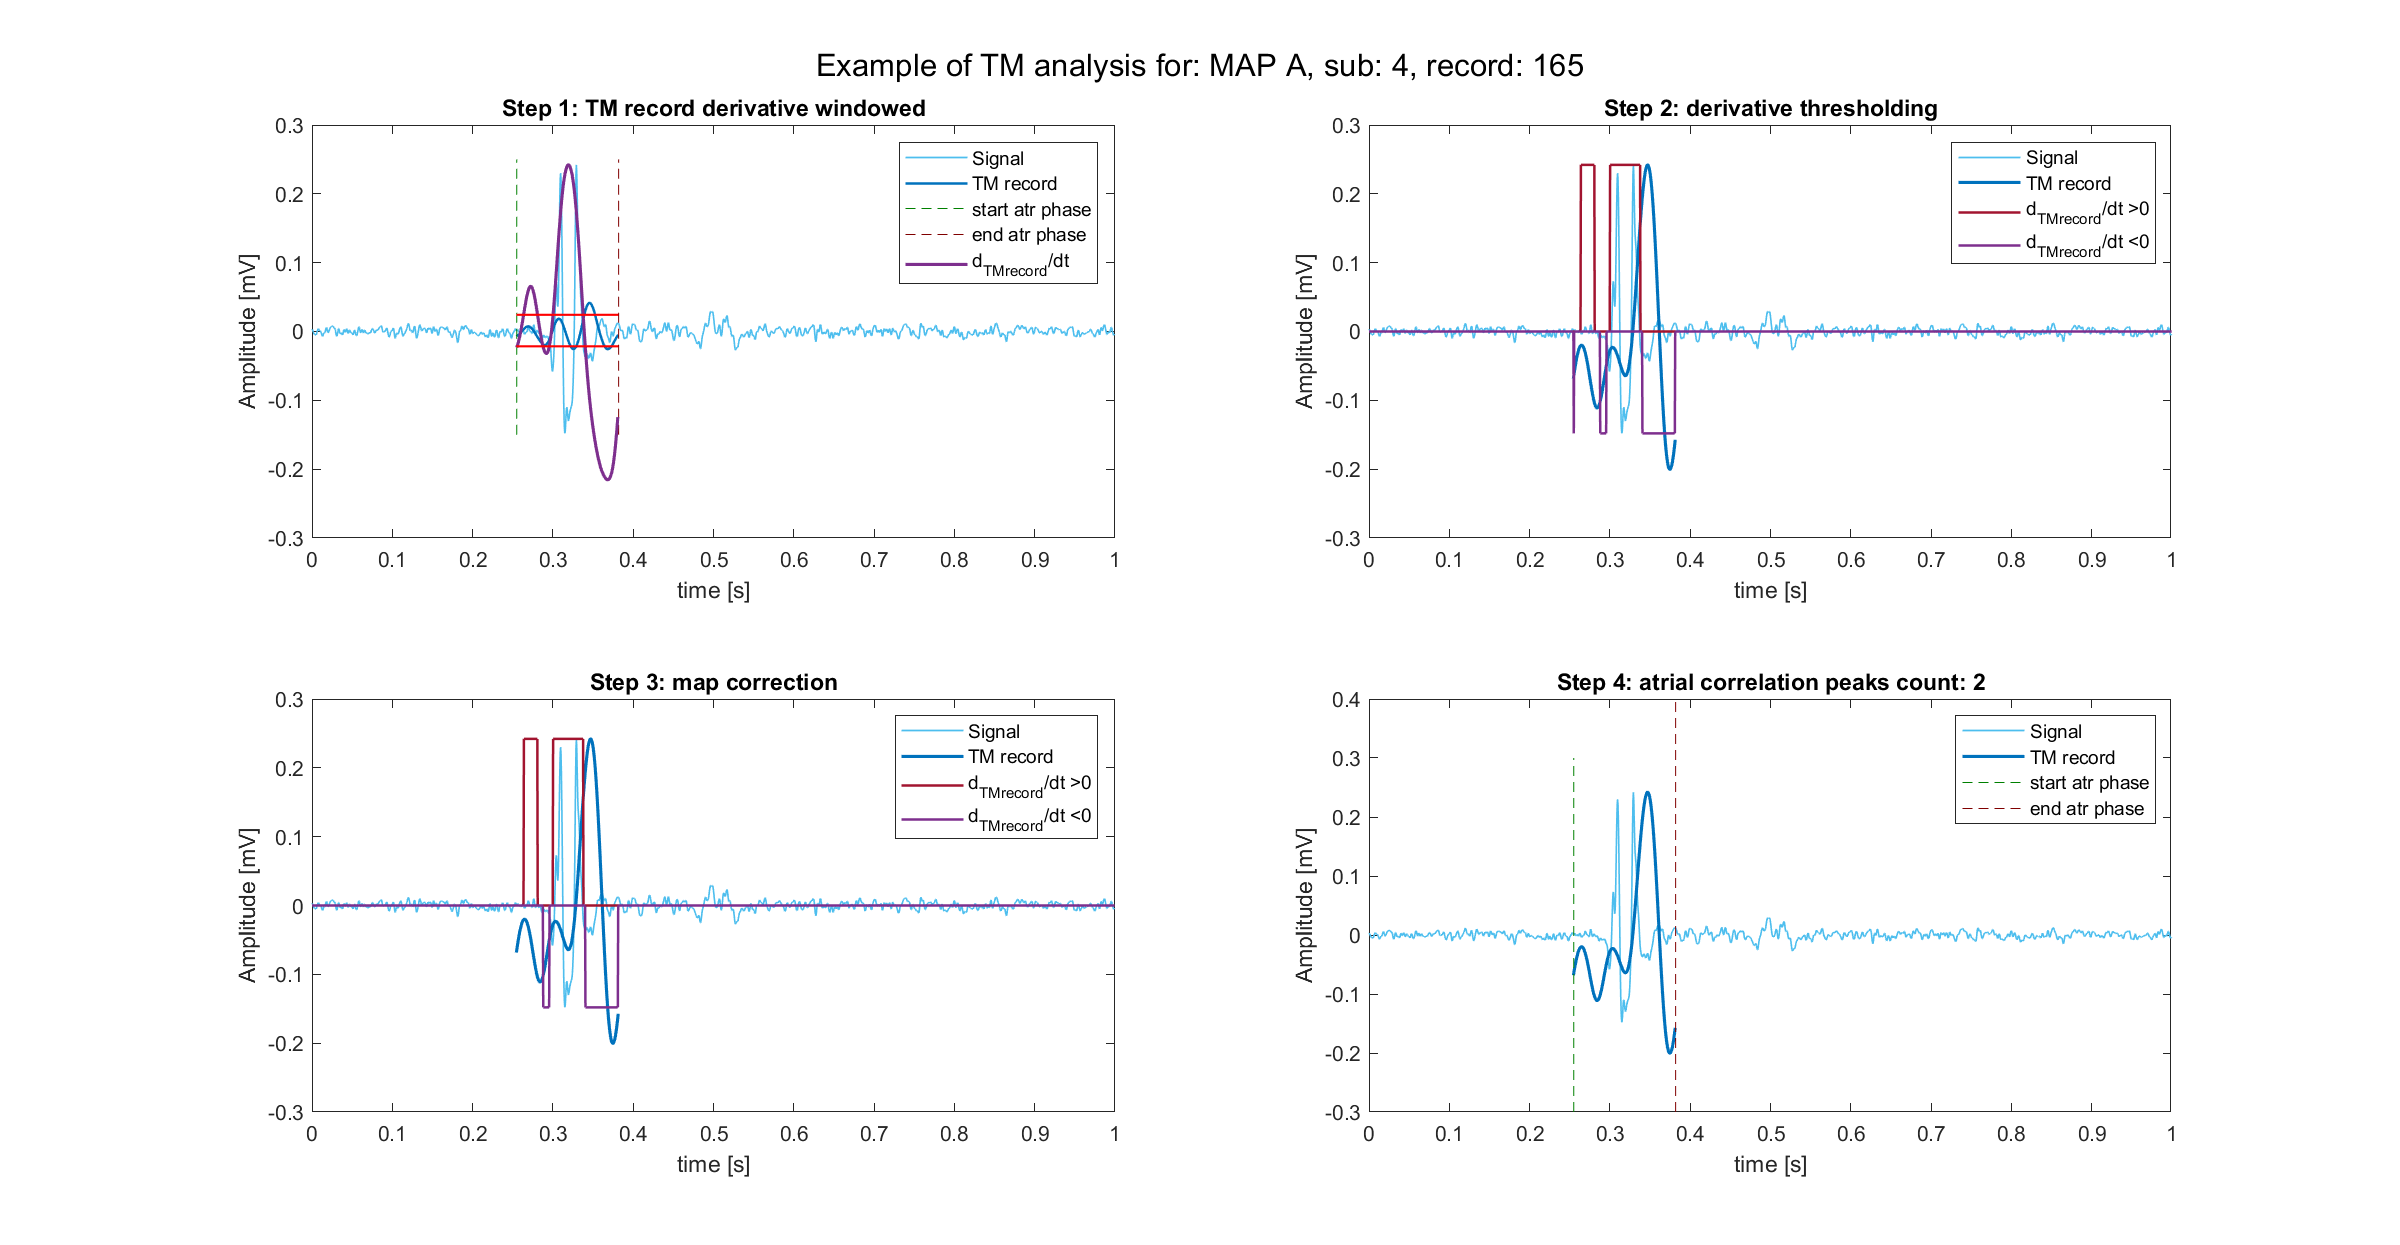 Example of TM analysis for: MAP A, sub: 4, record: 165
Step 1: TM record derivative windowed
0.3
0.2
0.1
0
-0.1
-0.2
-0.3
Amplitude [mV]
0 0.1 0.2 0.3 0.4 0.5 0.6 0.7 0.8 0.9 1
time [s]
Signal
TM record
start atr phase
end atr phase
dTMrecord/dt
Step 2: derivative thresholding
0.3
0.2
0.1
0
-0.1
-0.2
-0.3
Amplitude [mV]
0 0.1 0.2 0.3 0.4 0.5 0.6 0.7 0.8 0.9 1
time [s]
Signal
TM record
dTMrecord/dt >0
dTMrecord/dt <0
Step 3: map correction
0.3
0.2
0.1
0
-0.1
-0.2
-0.3
Amplitude [mV]
0 0.1 0.2 0.3 0.4 0.5 0.6 0.7 0.8 0.9 1
time [s]
Signal
TM record
dTMrecord/dt >0
dTMrecord/dt <0
Step 4: atrial correlation peaks count: 2
0.4
0.3
0.2
0.1
0
-0.1
-0.2
-0.3
Amplitude [mV]
0 0.1 0.2 0.3 0.4 0.5 0.6 0.7 0.8 0.9 1
time [s]
Signal
TM record
start atr phase
end atr phase